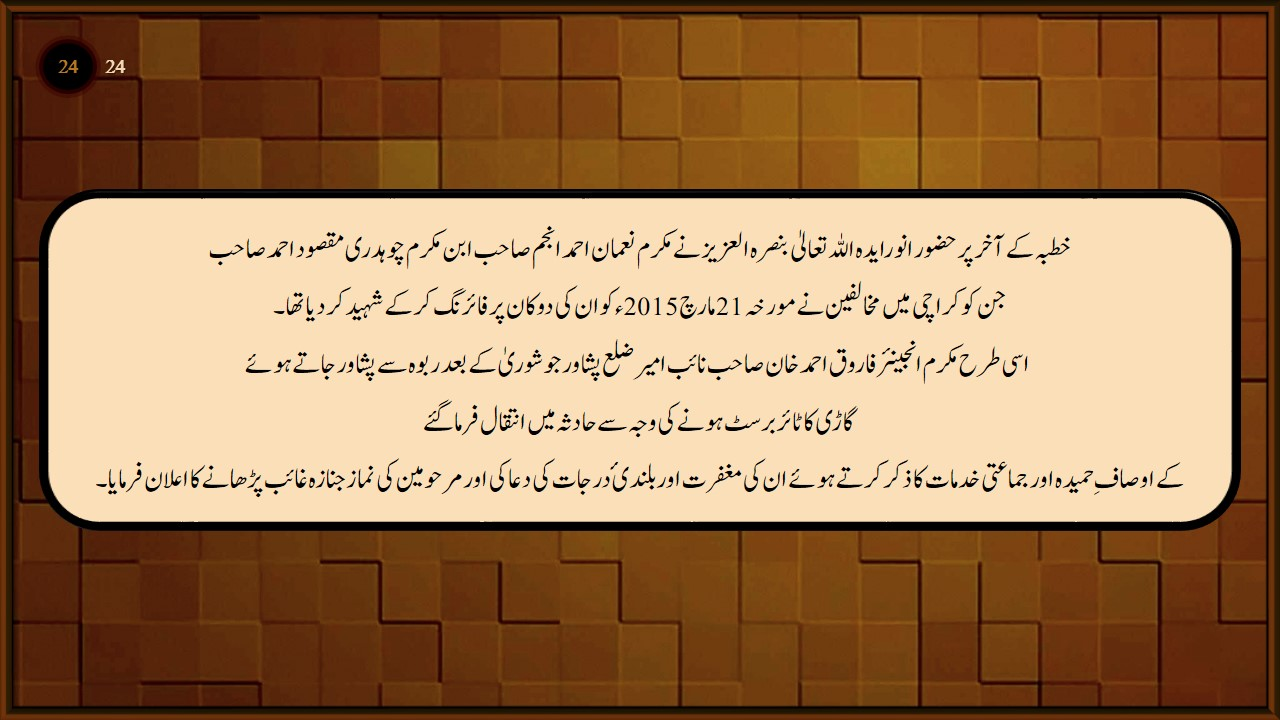 24 24
خطبہ کے آخر پر حضور انور ایدہ اللہ تعالیٰ بنصرہ العزیز نے مکرم نعمان احمد انجم صاحب ابن مکرم چوہدری مقصود احمد صاحب
جن کو کراچی میں مخالفین نے مورخہ 21مارچ2015ء کو ان کی دوکان پر فائرنگ کر کے شہید کر دیا تھا۔
اسی طرح مکرم انجینئر فاروق احمد خان صاحب نائب امیر ضلع پشاور جو شوریٰ کے بعد ربوہ سے پشاور جاتے ہوئے
گاڑی کا ٹائر برسٹ ہونے کی وجہ سے حادثہ میں انتقال فرما گئے
کے اوصافِ حمیدہ اور جماعتی خدمات کا ذکر کرتے ہوئے ان کی مغفرت اور بلندیٔ درجات کی دعا کی اور مرحومین کی نماز جنازہ غائب پڑھانے کا اعلان فرمایا۔